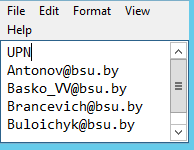 File Edit Format View
Help
UPN
Antonov@bsu.by
Basko_VV@bsu.by
Brancevich@bsu.by
Buloichyk@bsu.by